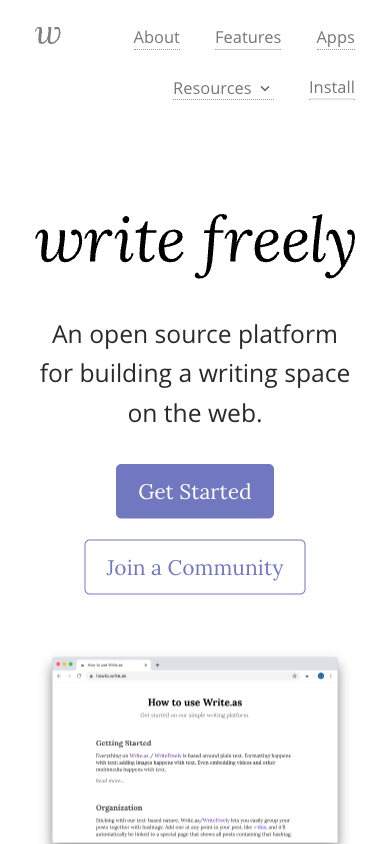 w
About Features Apps
Resources Install
write freely
An open source platform
for building a writing space
on the web.
Get Started
Join a Community
How to use Write.as
howto.write.as
How to use Write.as
Get started on our simple writing platform.
Getting Started
Everything on Write.as / WriteFreely is based around plain text. Formatting happens
with text; adding images happens with text. Even embedding videos and other
multimedia happens with text.
Read more...
Organization
Sticking with our text-based nature, Write.as/WriteFreely lets you easily group your
posts together with hashtags. Add one at any point in your post, like #this, and it'll
automatically be linked to a special page that shows all posts containing that hashtag.